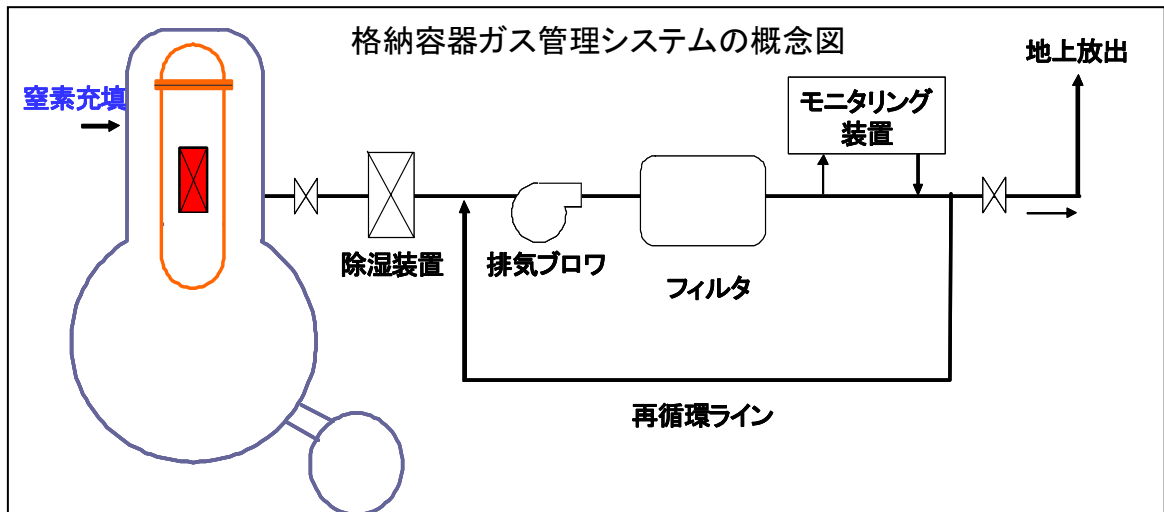 格納容器ガス管理システムの概念図
地上放出
窒素充填
モニタリング
装置
除湿装置
排気ブロワ
フィルタ
再循環ライン